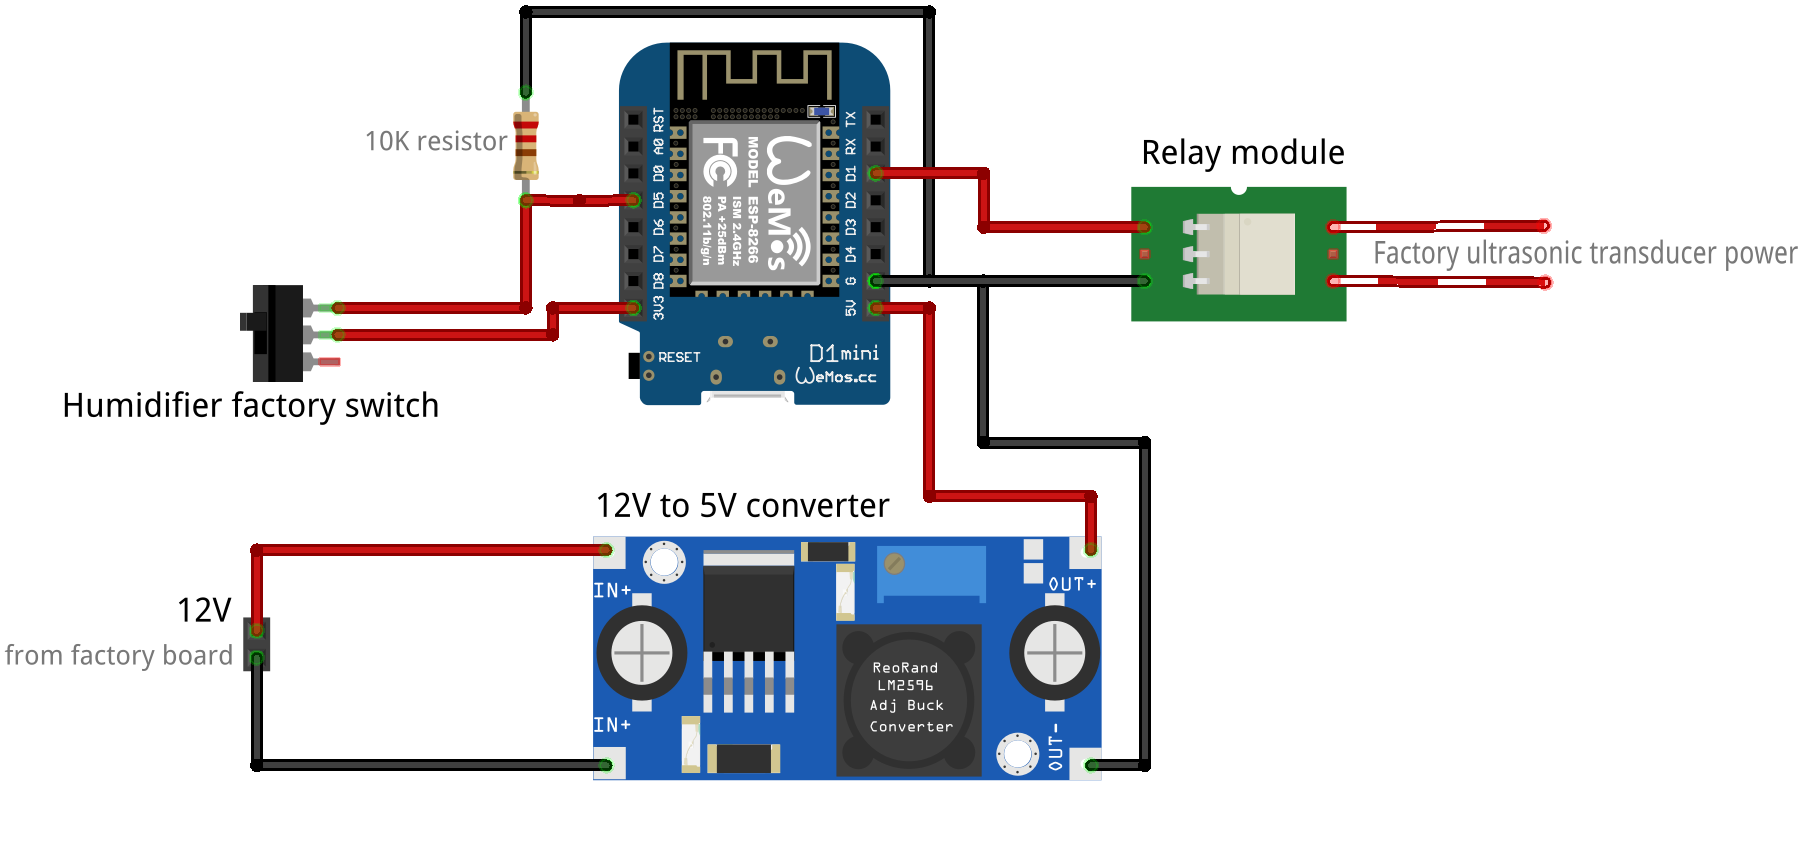 10K resistor
RST
A0
D0
D5
D6
D7
D8
3V3
TX
RX
D1
D2
D3
D4
G
5V
WeMos
MODEL ESP-8266
ISM 2.4GHz
PA +25dBm
802.11b/g/n
FC
RESET
D1mini
WeMos.cc
Relay module
Factory ultrasonic transducer power
Humidifier factory switch
12V to 5V converter
12V
from factory board
IN+
IN+
OUT+
OUT-
ReoRand
LM2596
Adj Buck
Converter